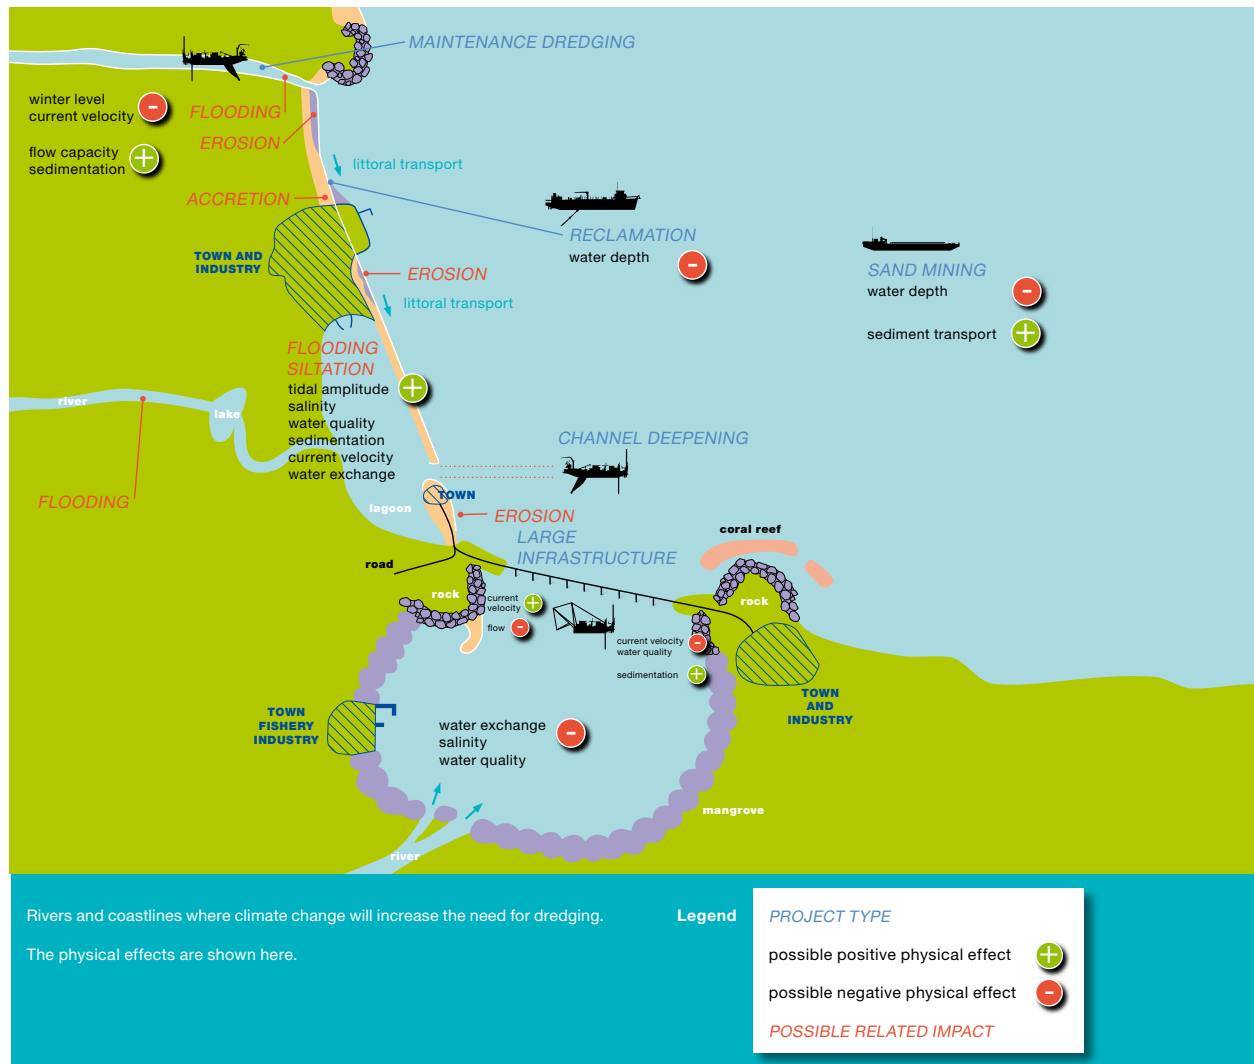 MAINTENANCE DREDGING
winter level
current velocity
-
FLOODING
EROSION
flow capacity
sedimentation
+
littoral transport
ACCRETION
RECLAMATION
water depth
-
TOWN AND
INDUSTRY
SAND MINING
water depth
-
sediment transport
+
EROSION
littoral transport
FLOODING
SILTATION
tidal amplitude
salinity
water quality
sedimentation
current velocity
water exchange
+
river
lake
FLOODING
CHANNEL DEEPENING
TOWN
lagoon
EROSION
LARGE
INFRASTRUCTURE
coral reef
road
rock
rock
current
velocity
+
flow
-
current velocity
water quality
-
sedimentation
+
TOWN
AND
INDUSTRY
TOWN
FISHERY
INDUSTRY
water exchange
salinity
water quality
-
mangrove
river
Rivers and coastlines where climate change will increase the need for dredging.
The physical effects are shown here.
Legend
PROJECT TYPE
possible positive physical effect
+
possible negative physical effect
-
POSSIBLE RELATED IMPACT